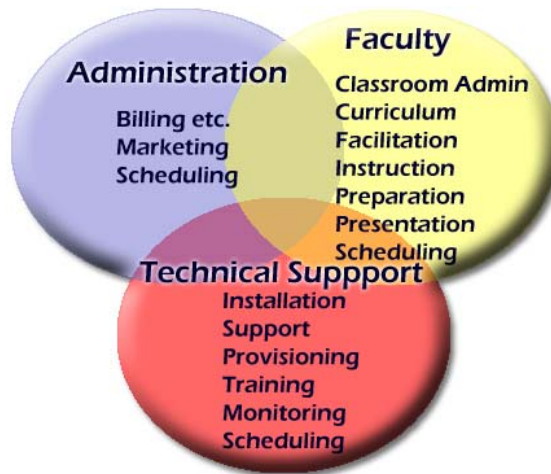 Administration
Billing etc.
Marketing
Scheduling
Faculty
Classroom Admin
Curriculum
Facilitation
Instruction
Preparation
Presentation
Scheduling
Technical Suppport
Installation
Support
Provisioning
Training
Monitoring
Scheduling